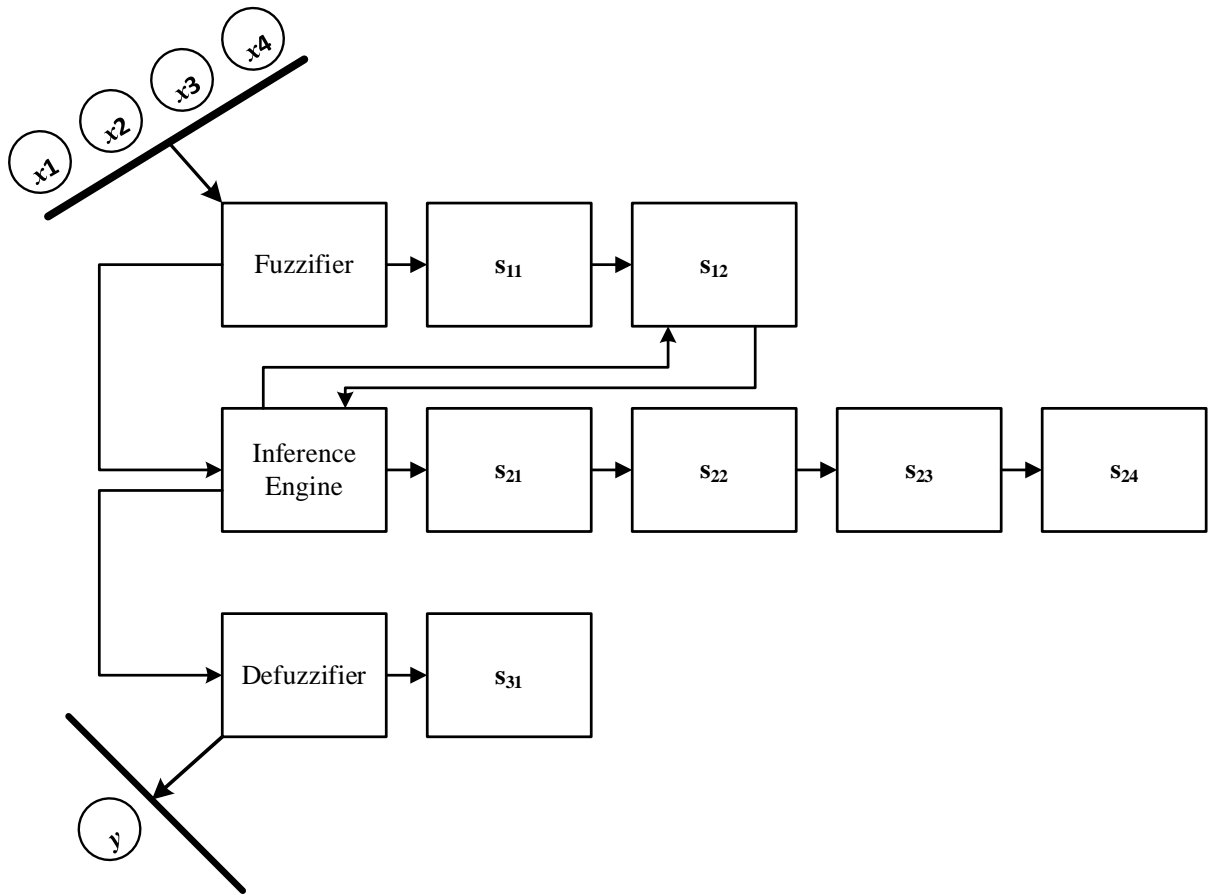 x1
x2
x3
x4
Fuzzifier
s11
s12
Inference
Engine
s21
s22
s23
s24
Defuzzifier
s31
y